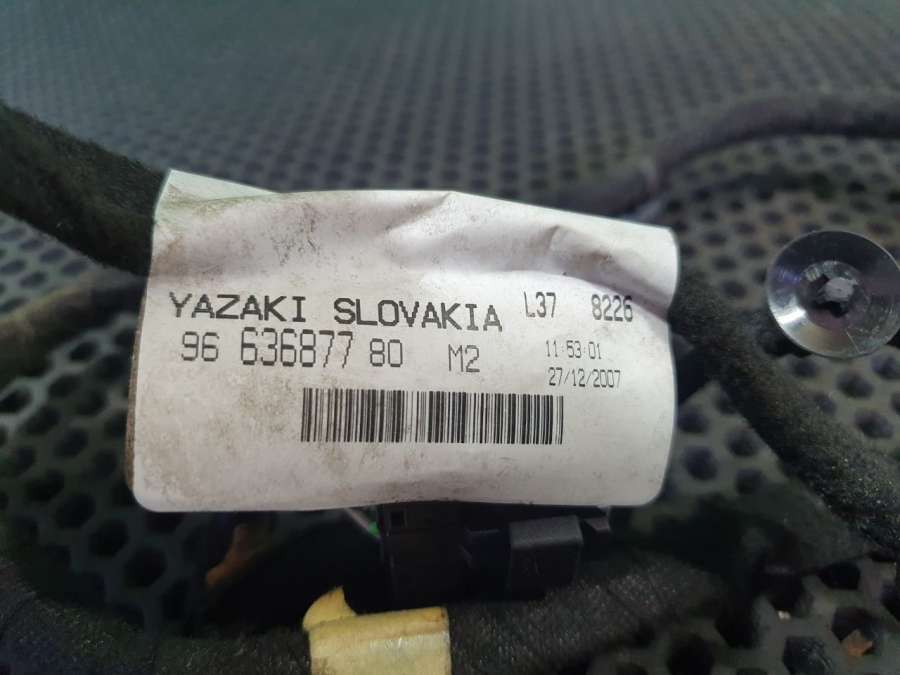 YAZAKI SLOVAKIA L37 8226
96 636877 80 M2 11:53:01
27/12/2007